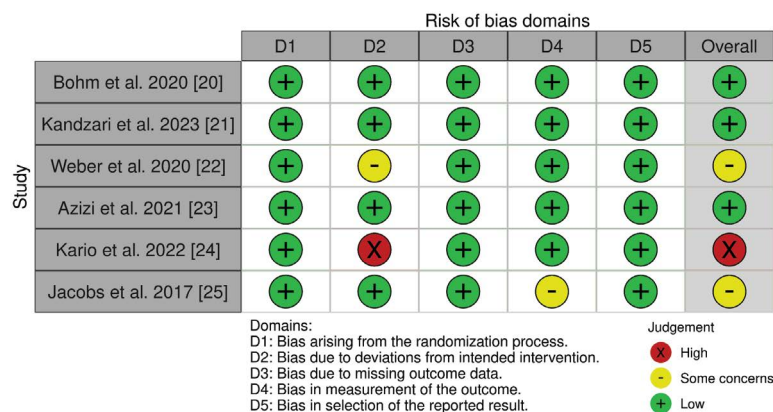 Risk of bias domains
D1 D2 D3 D4 D5 Overall
Study
Bohm et al. 2020 [20] + + + + + +
Kandzari et al. 2023 [21] + + + + + +
Weber et al. 2020 [22] + - + + + -
Azizi et al. 2021 [23] + + + + + +
Kario et al. 2022 [24] + X + + + X
Jacobs et al. 2017 [25] + + + - + -
Domains:
D1: Bias arising from the randomization process.
D2: Bias due to deviations from intended intervention.
D3: Bias due to missing outcome data.
D4: Bias in measurement of the outcome.
D5: Bias in selection of the reported result.
Judgement
X High
- Some concerns
+ Low